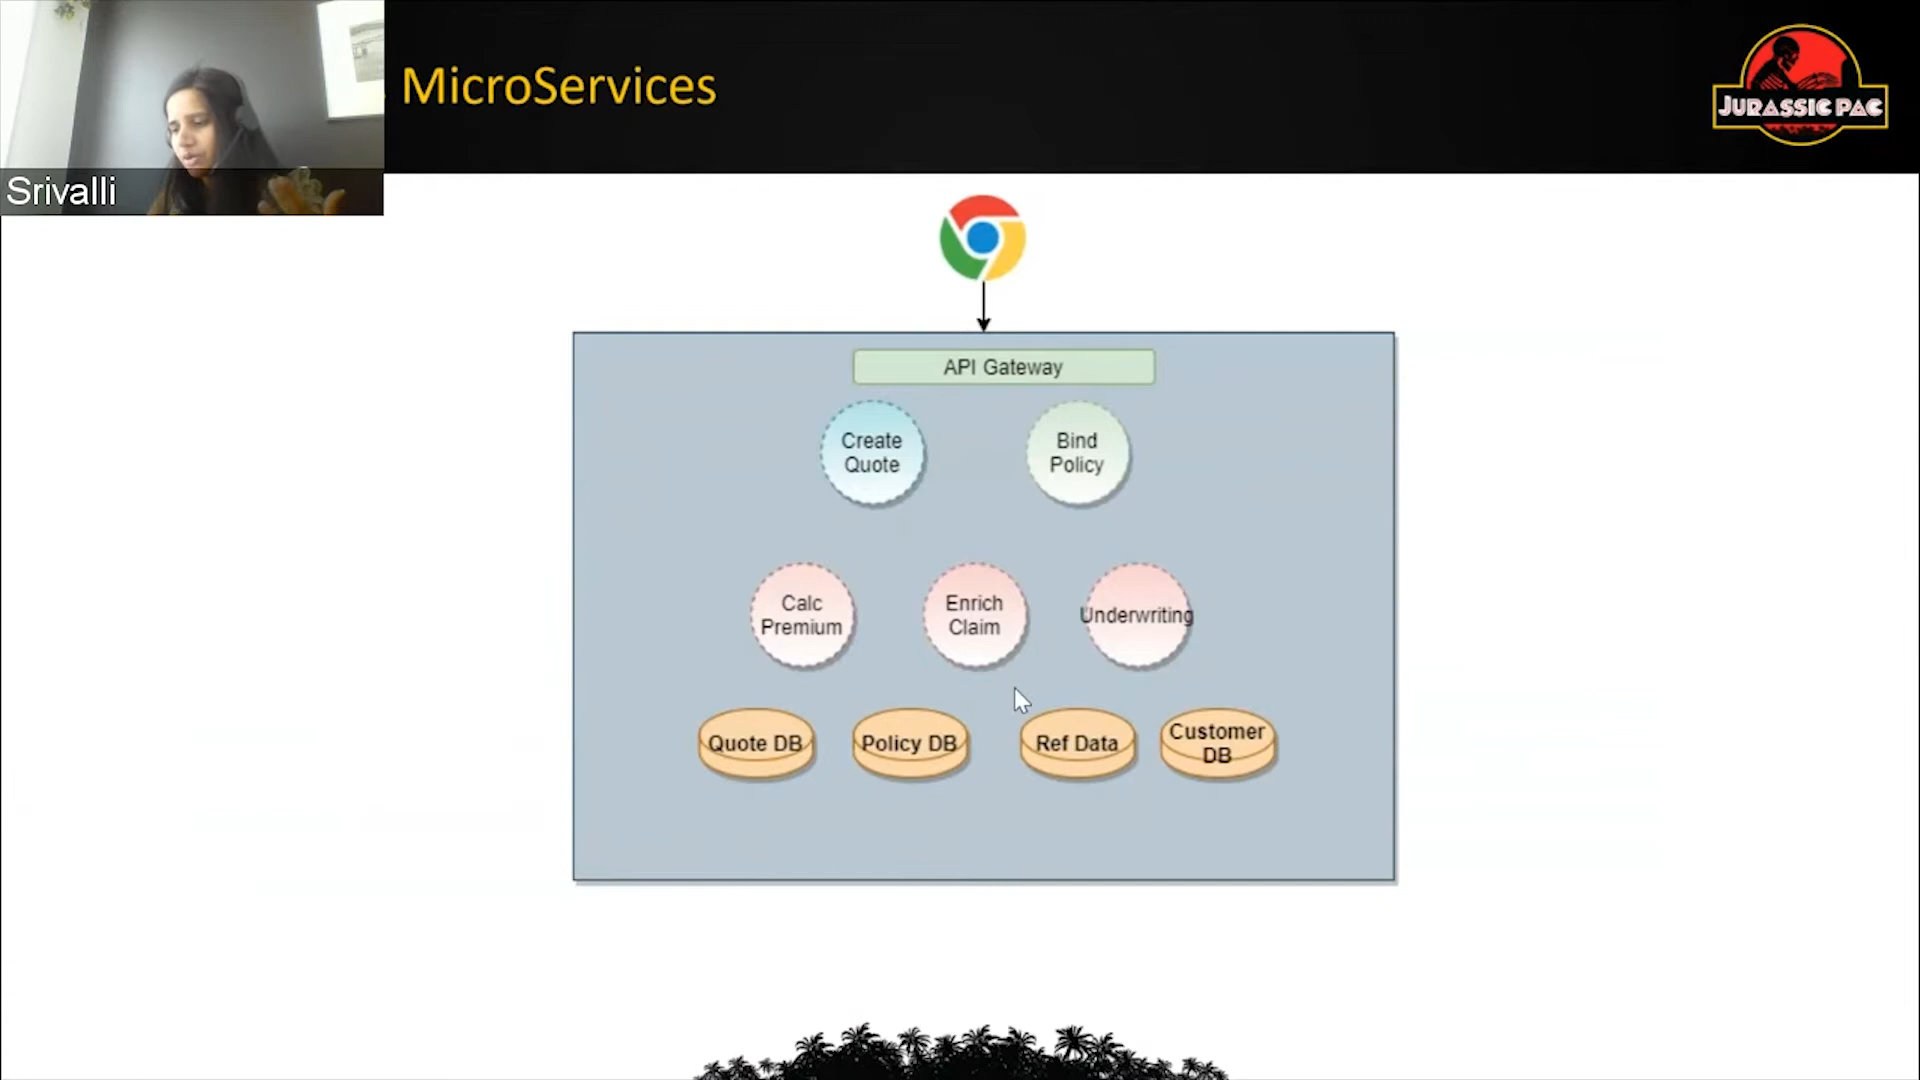 MicroServices
JURASSIC PAC
Srivalli
API Gateway
Create
Quote
Bind
Policy
Calc
Premium
Enrich
Claim
Underwriting
Quote DB
Policy DB
Ref Data
Customer
DB